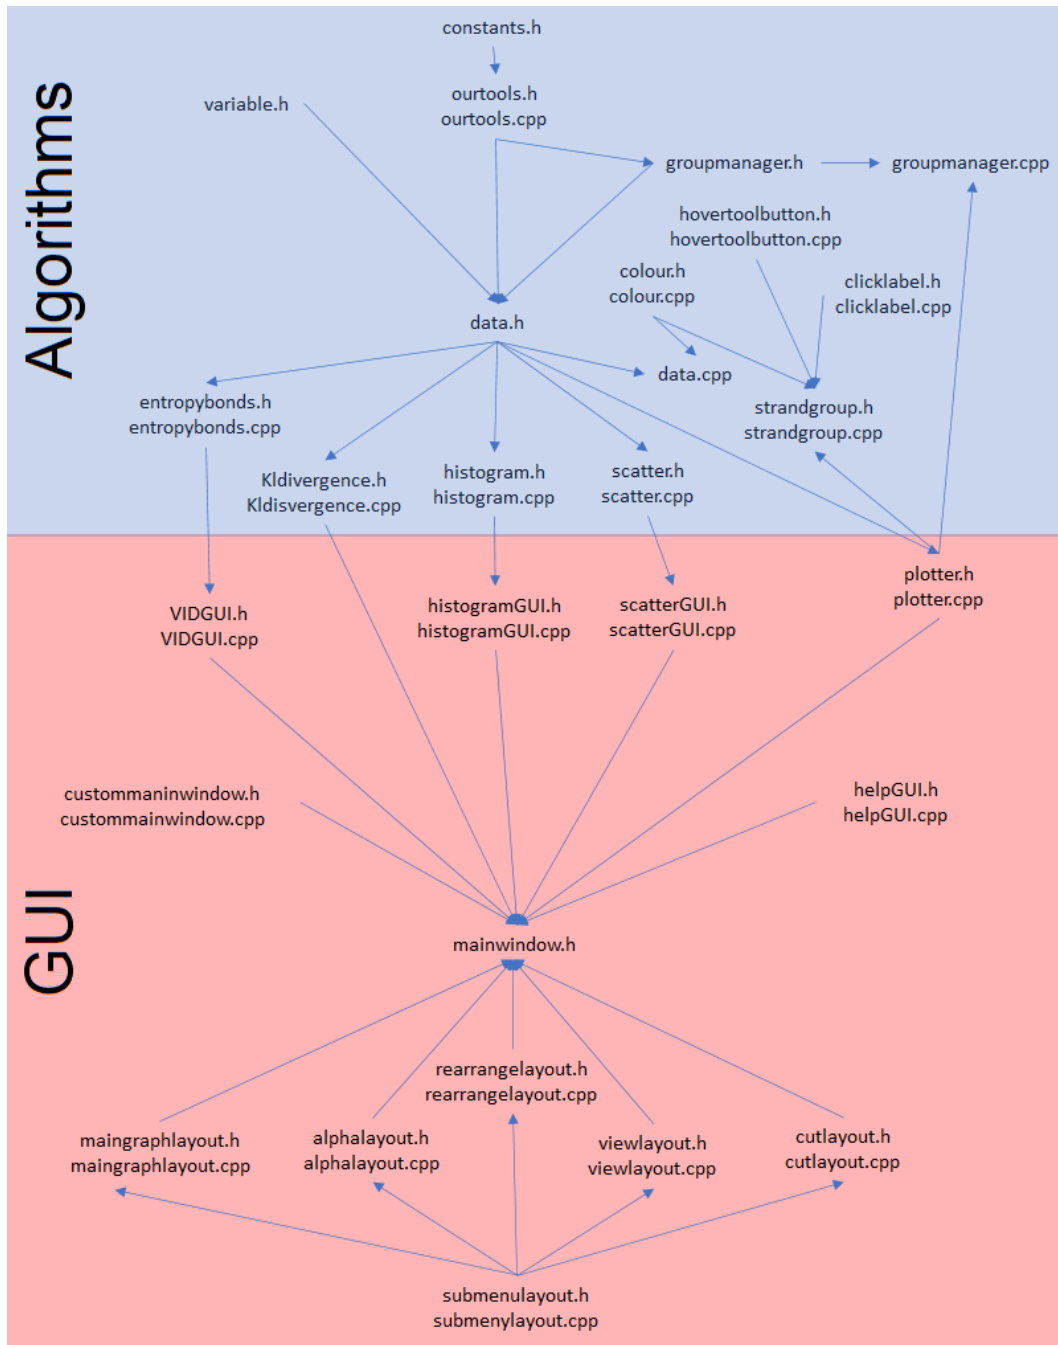 Algorithms
constants.h
variable.h
ourtools.h
ourtools.cpp
groupmanager.h
groupmanager.cpp
hovertoolbutton.h
hovertoolbutton.cpp
colour.h
colour.cpp
clicklabel.h
clicklabel.cpp
data.h
data.cpp
entropybonds.h
entropybonds.cpp
strandgroup.h
strandgroup.cpp
Kldivergence.h
Kldisvergence.cpp
histogram.h
histogram.cpp
scatter.h
scatter.cpp
GUI
plotter.h
plotter.cpp
VIDGUI.h
VIDGUI.cpp
histogramGUI.h
histogramGUI.cpp
scatterGUI.h
scatterGUI.cpp
custommaninwindow.h
custommainwindow.cpp
helpGUI.h
helpGUI.cpp
mainwindow.h
rearrangelayout.h
rearrangelayout.cpp
maingraphlayout.h
maingraphlayout.cpp
alphalayout.h
alphalayout.cpp
viewlayout.h
viewlayout.cpp
cutlayout.h
cutlayout.cpp
submenulayout.h
submenylayout.cpp